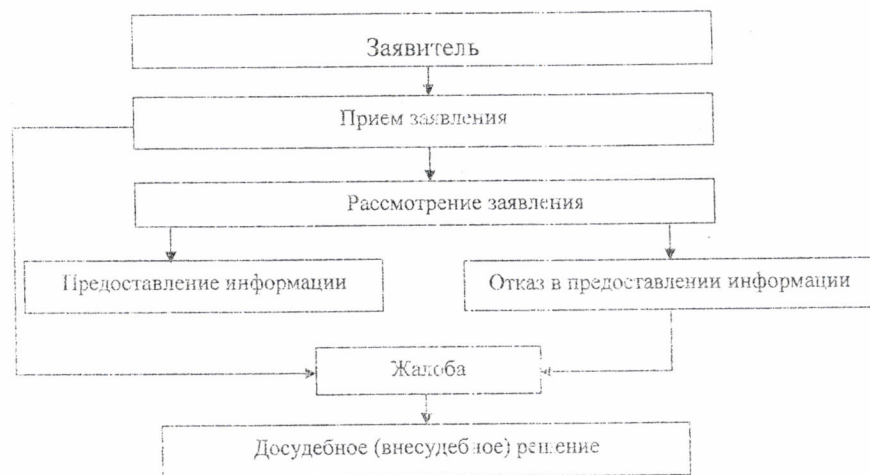 Заявитель
Прием заявления
Рассмотрение заявления
Предоставление информации
Отказ в предоставлении информации
Жалоба
Досудебное (внесудебное) решение